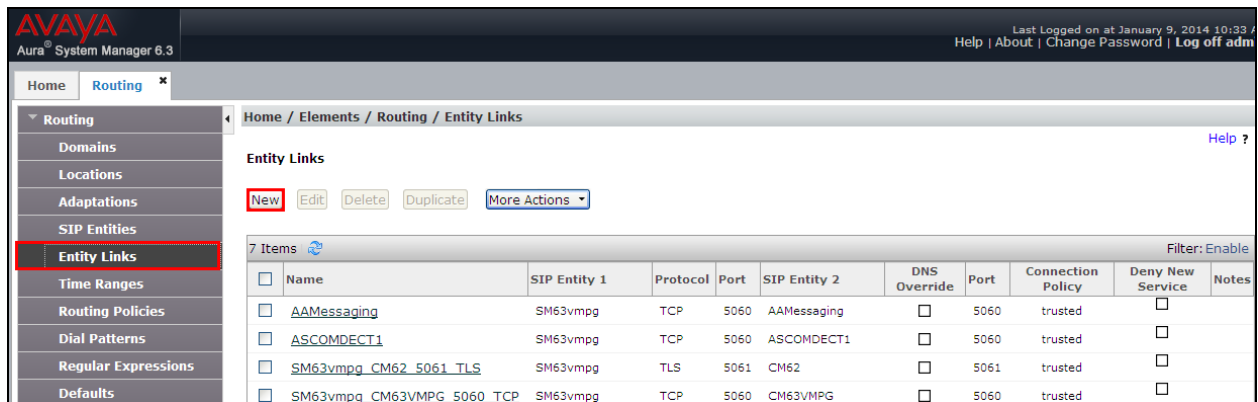 AVAYA
Aura® System Manager 6.3
Last Logged on at January 9, 2014 10:33
Help | About | Change Password | Log off adm
Home
Routing ×
Routing
Domains
Locations
Adaptations
SIP Entities
Entity Links
Time Ranges
Routing Policies
Dial Patterns
Regular Expressions
Defaults
Home / Elements / Routing / Entity Links
Help ?
Entity Links
New Edit Delete Duplicate More Actions
7 Items Filter: Enable
Name SIP Entity 1 Protocol Port SIP Entity 2 DNS Override Port Connection Policy Deny New Service Notes
AAMessaging SM63vmpg TCP 5060 AAMessaging 5060 trusted
ASCOMDECT1 SM63vmpg TCP 5060 ASCOMDECT1 5060 trusted
SM63vmpg_CM62_5061_TLS SM63vmpg TLS 5061 CM62 5061 trusted
SM63vmpg_CM63VMPG_5060_TCP SM63vmpg TCP 5060 CM63VMPG 5060 trusted